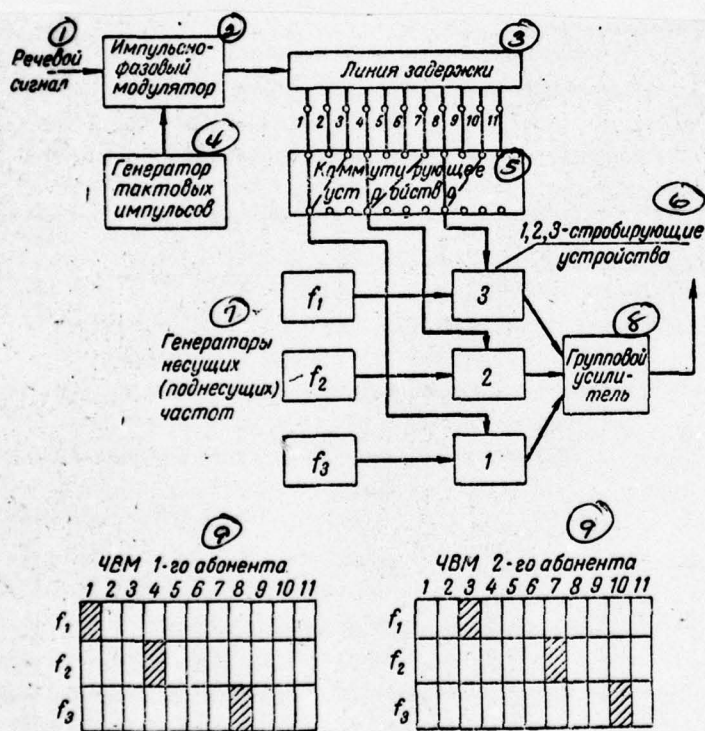 ①
Речевой
сигнал
②
Импульсно-
фазовый
модулятор
③
Линия задержки
1 2 3 4 5 6 7 8 9 10 11
④
Генератор
тактовых
импульсов
Коммутирующее
устройство
⑤
⑥
1,2,3-стробирующие
устройства
f₁
3
⑦
Генераторы
несущих
(поднесущих)
частот
f₂
2
⑧
Групповой
усили-
тель
f₃
1
⑨
ЧВМ 1-го абонента
1 2 3 4 5 6 7 8 9 10 11
f₁
f₂
f₃
⑨
ЧВМ 2-го абонента
1 2 3 4 5 6 7 8 9 10 11
f₁
f₂
f₃